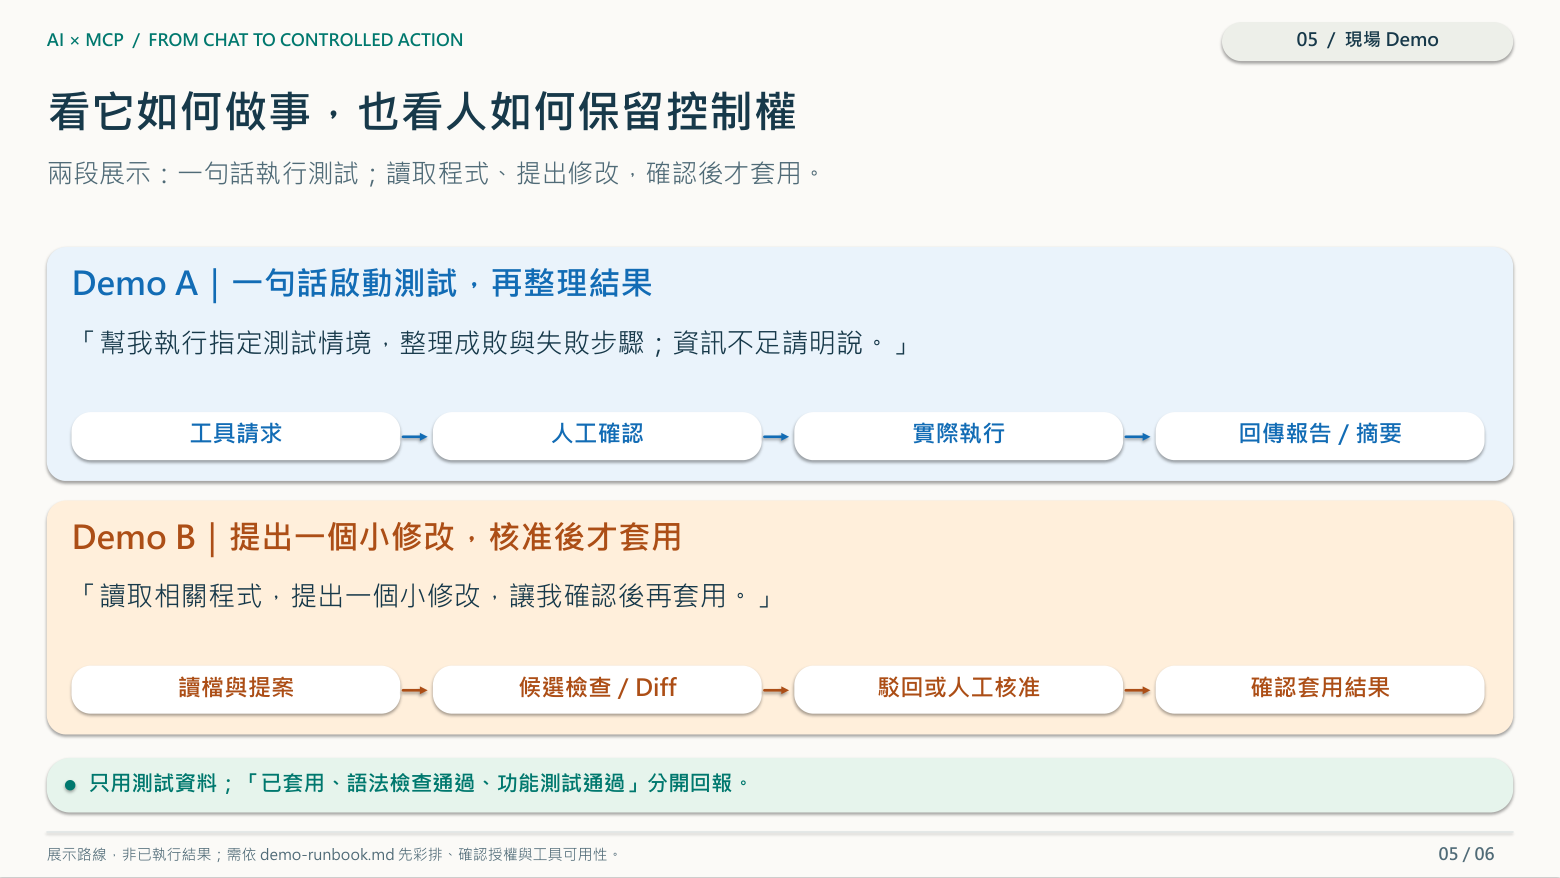 AI × MCP / FROM CHAT TO CONTROLLED ACTION
05 / 現場 Demo
看它如何做事，也看人如何保留控制權
兩段展示：一句話執行測試；讀取程式、提出修改，確認後才套用。
Demo A｜一句話啟動測試，再整理結果
「幫我執行指定測試情境，整理成敗與失敗步驟；資訊不足請明說。」
工具請求
人工確認
實際執行
回傳報告 / 摘要
Demo B｜提出一個小修改，核准後才套用
「讀取相關程式，提出一個小修改，讓我確認後再套用。」
讀檔與提案
候選檢查 / Diff
駁回或人工核准
確認套用結果
只用測試資料；「已套用、語法檢查通過、功能測試通過」分開回報。
展示路線，非已執行結果；需依 demo-runbook.md 先彩排、確認授權與工具可用性。
05 / 06